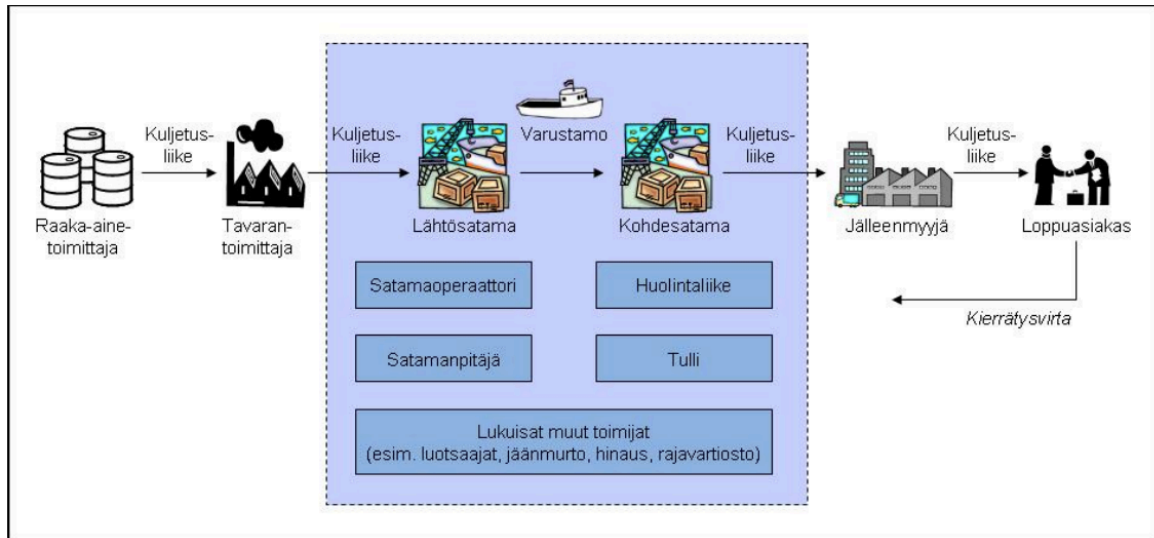 Kuljetus-
liike
Kuljetus-
liike
Varustamo
Kuljetus-
liike
Kuljetus-
liike
Raaka-aine-
toimittaja
Tavaran-
toimittaja
Lähtösatama
Kohdesatama
Jälleenmyyjä
Loppuasiakas
Satamaoperaattori
Huolintaliike
Kierrätysvirta
Satamanpitäjä
Tulli
Lukuisat muut toimijat
(esim. luotsaajat, jäänmurto, hinaus, rajavartiosto)